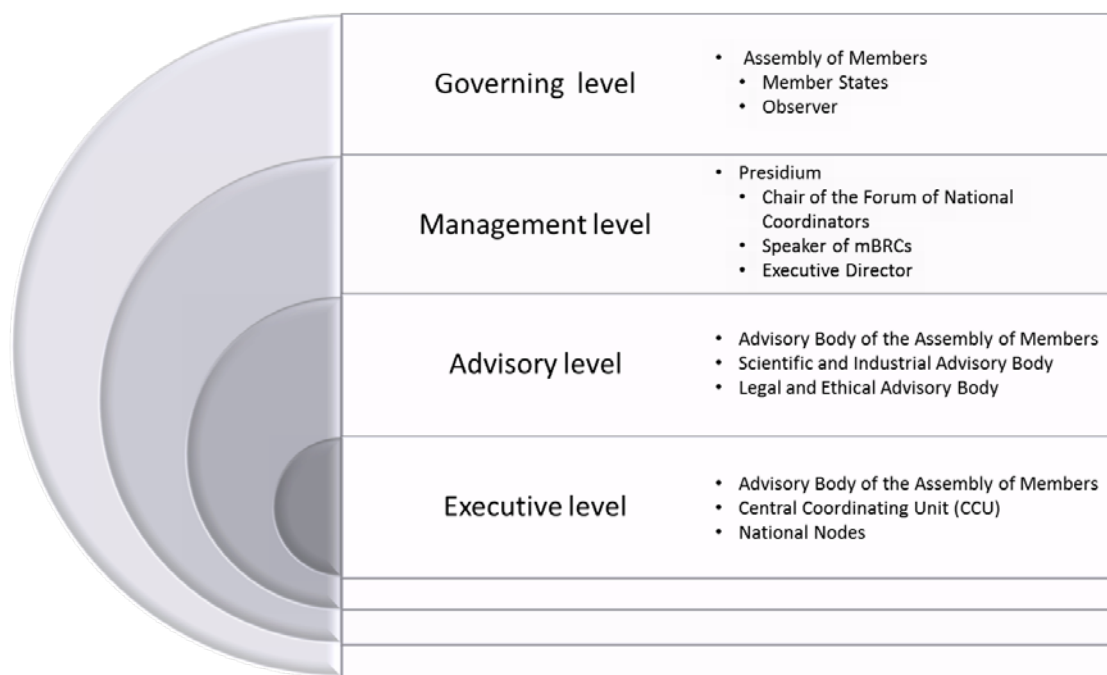 Governing level
• Assembly of Members
• Member States
• Observer
Management level
• Presidium
• Chair of the Forum of National
Coordinators
• Speaker of mBRCs
• Executive Director
Advisory level
• Advisory Body of the Assembly of Members
• Scientific and Industrial Advisory Body
• Legal and Ethical Advisory Body
Executive level
• Advisory Body of the Assembly of Members
• Central Coordinating Unit (CCU)
• National Nodes